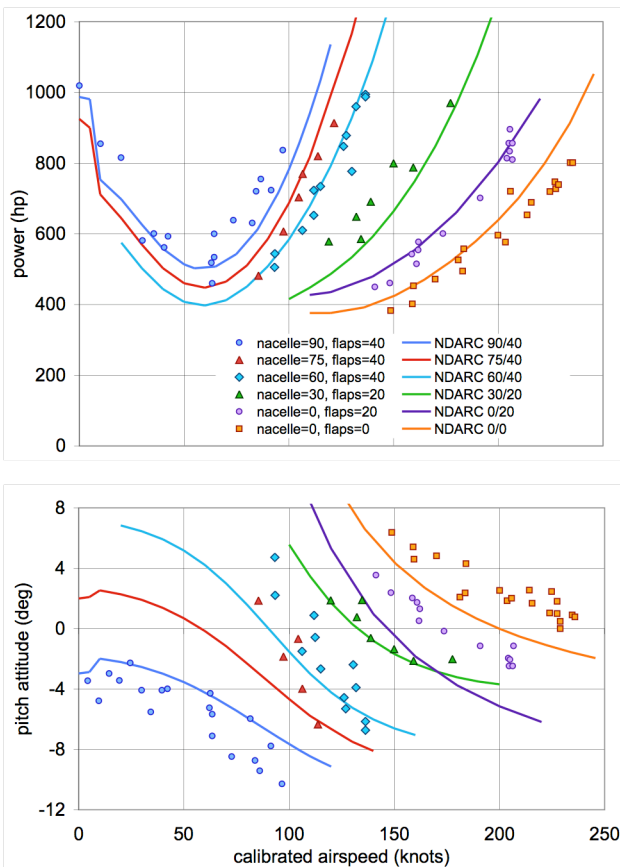 1200
1000
800
600
400
200
0
power (hp)
nacelle=90, flaps=40 NDARC 90/40
nacelle=75, flaps=40 NDARC 75/40
nacelle=60, flaps=40 NDARC 60/40
nacelle=30, flaps=20 NDARC 30/20
nacelle=0, flaps=20 NDARC 0/20
nacelle=0, flaps=0 NDARC 0/0
8
4
0
-4
-8
-12
pitch attitude (deg)
0 50 100 150 200 250
calibrated airspeed (knots)